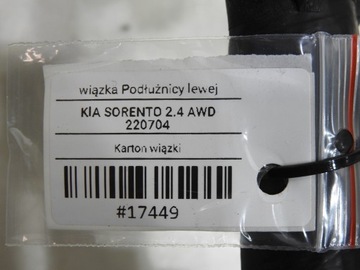 wiązka Podłużnicy lewej
KIA SORENTO 2.4 AWD
220704
Karton wiązki
#17449